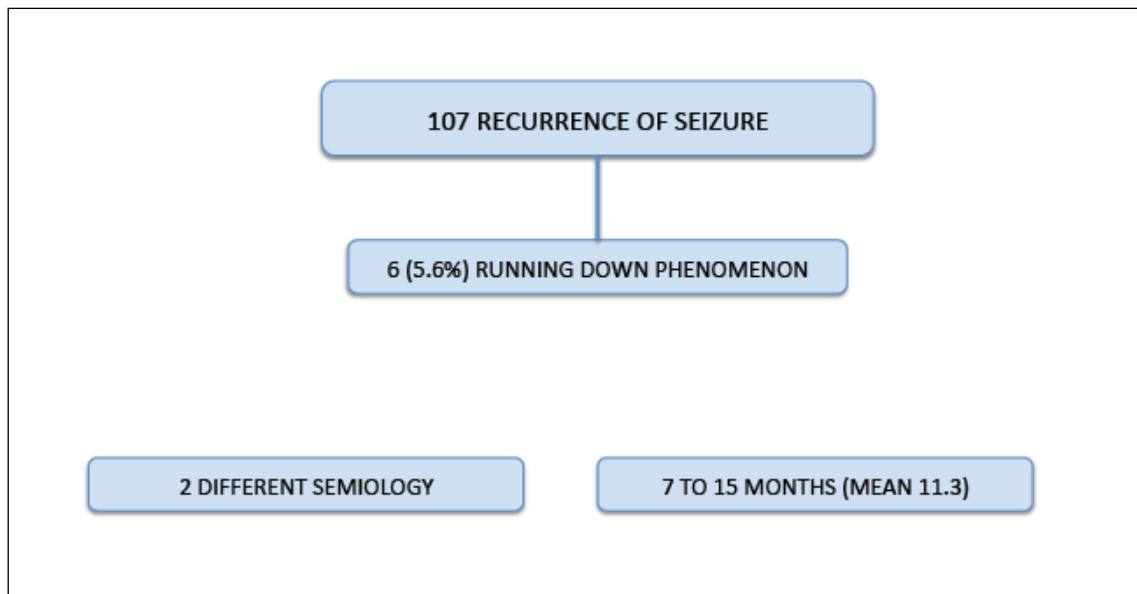 107 RECURRENCE OF SEIZURE
6 (5.6%) RUNNING DOWN PHENOMENON
2 DIFFERENT SEMIOLOGY
7 TO 15 MONTHS (MEAN 11.3)